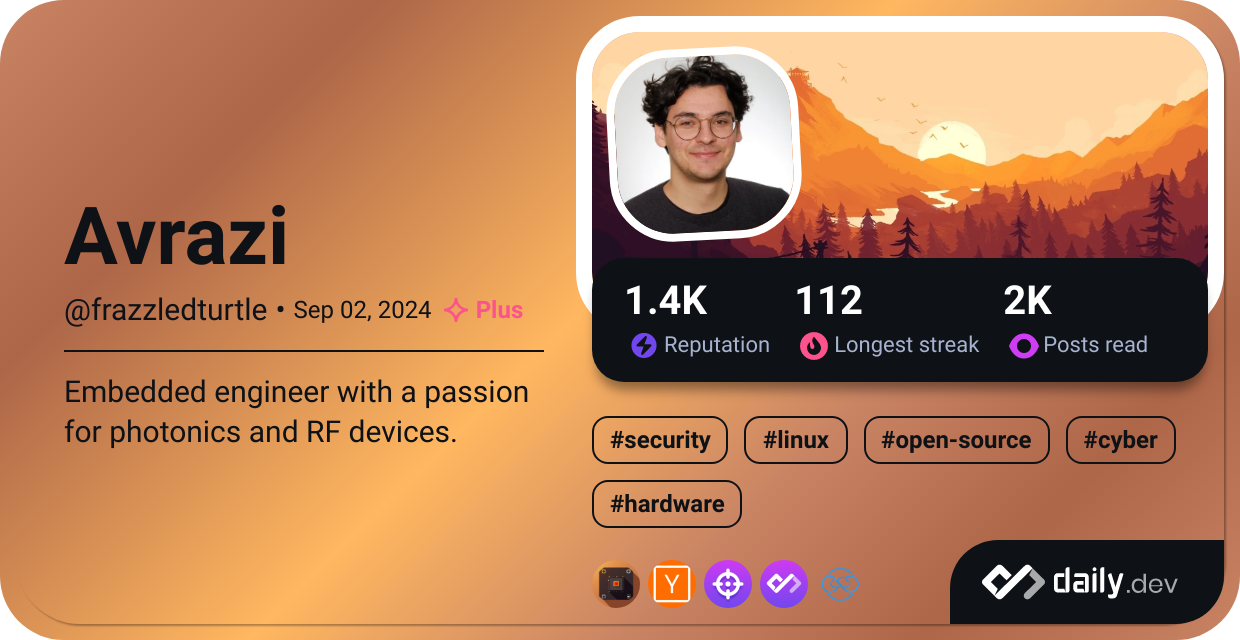 Avrazi
@frazzledturtle • Sep 02, 2024 Plus
Embedded engineer with a passion
for photonics and RF devices.
1.4K 112 2K
Reputation Longest streak Posts read
#security #linux #open-source #cyber
#hardware
Y
daily.dev